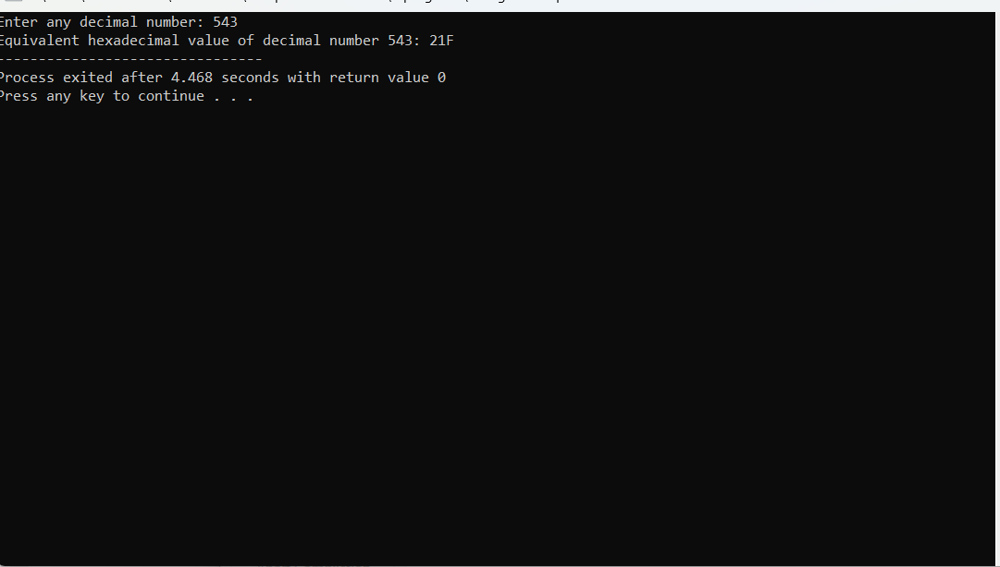 Enter any decimal number: 543
Equivalent hexadecimal value of decimal number 543: 21F
--------------------------------
Process exited after 4.468 seconds with return value 0
Press any key to continue . . .